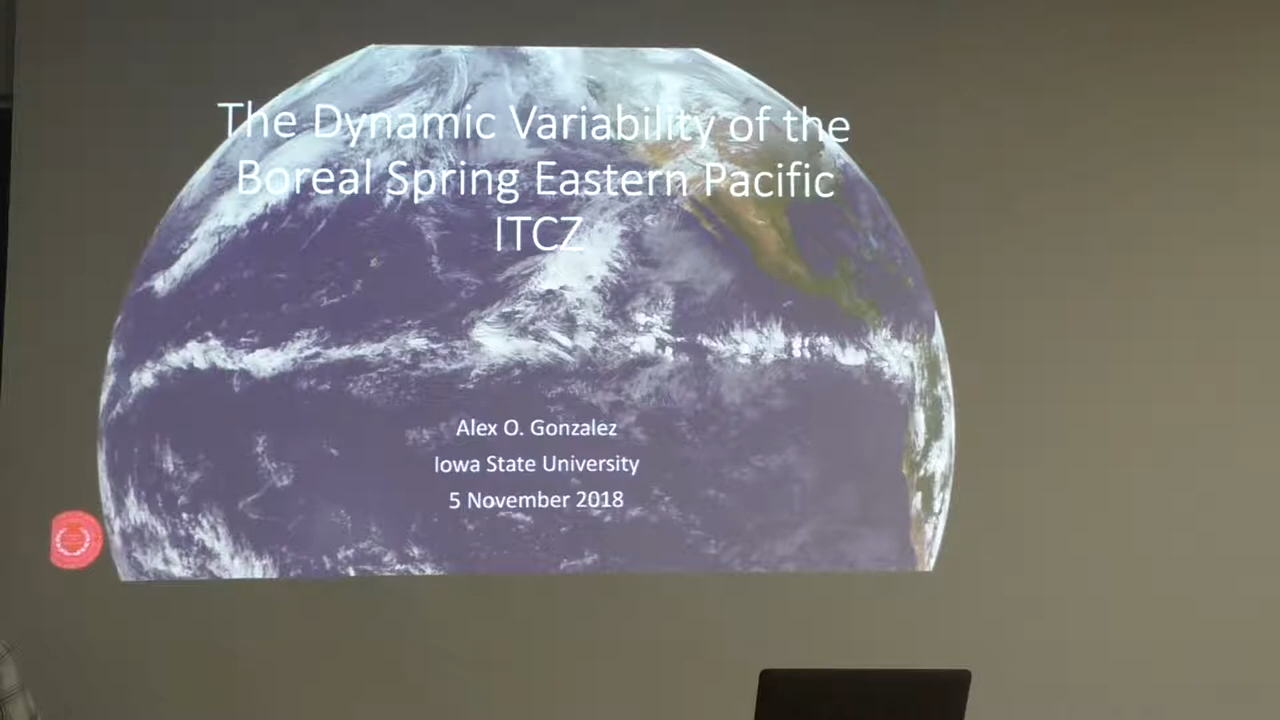 The Dynamic Variability of the
Boreal Spring Eastern Pacific
ITCZ
Alex O. Gonzalez
Iowa State University
5 November 2018